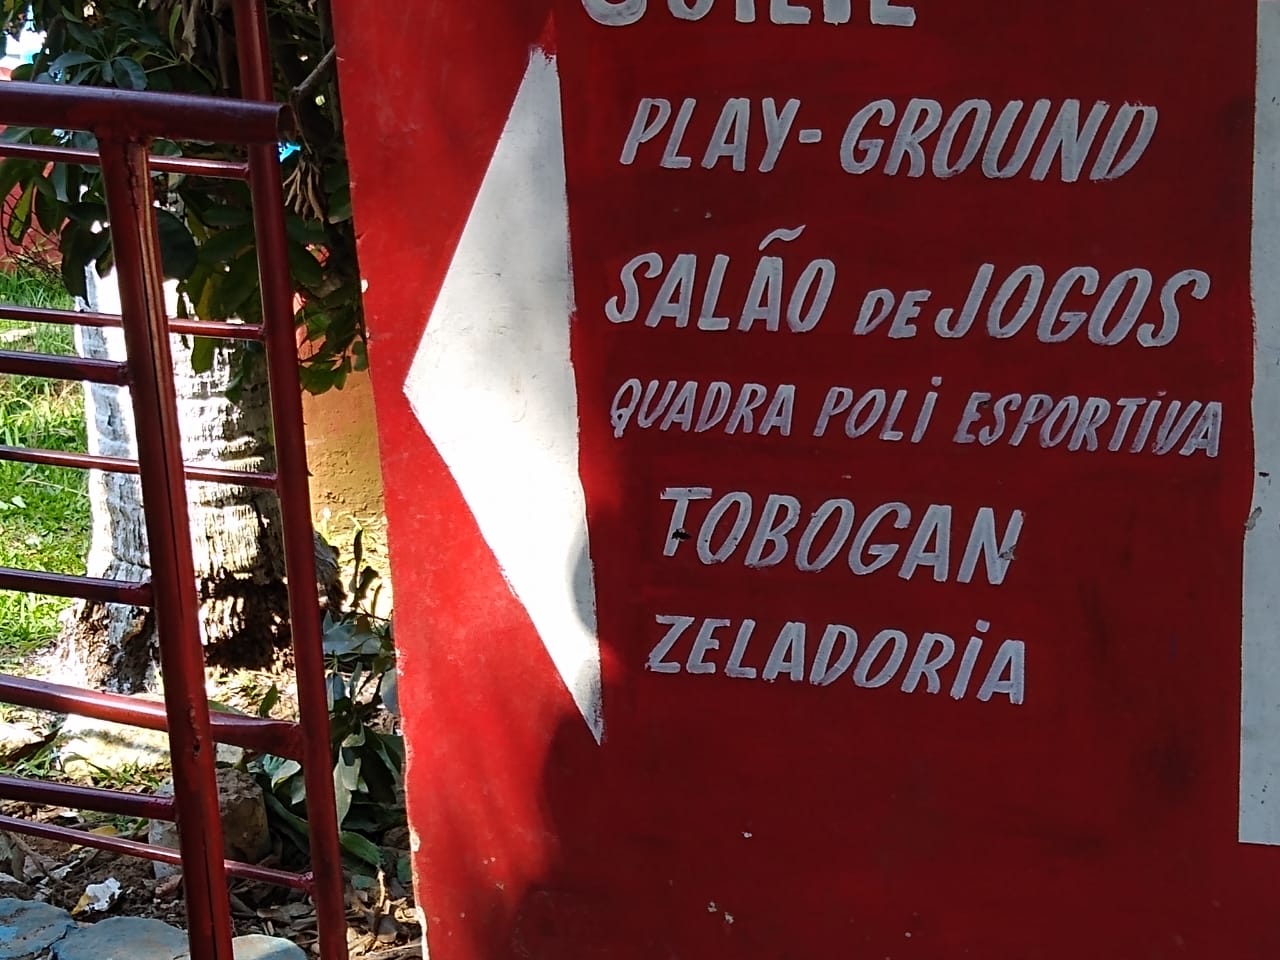 PLAY-GROUND
SALÃO DE JOGOS
QUADRA POLI ESPORTIVA
TOBOGAN
ZELADORIA